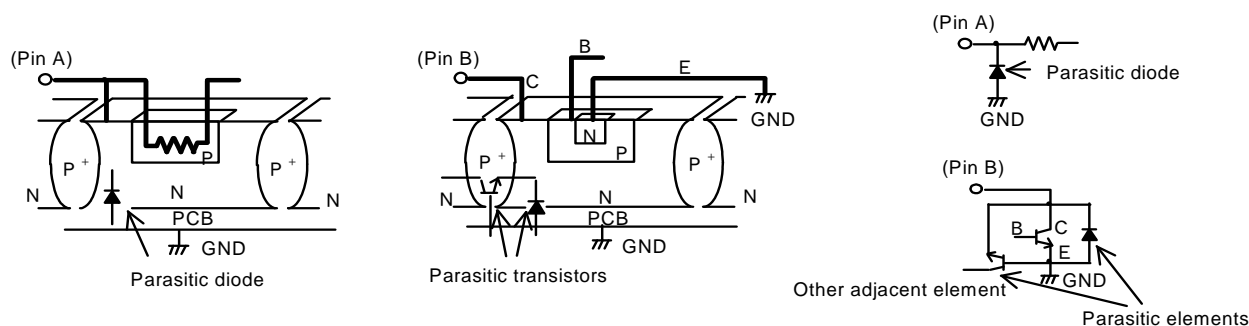 (Pin A)
P+
P
P+
N
N
N
PCB
GND
Parasitic diode
(Pin B)
B
C
E
GND
N
P
P+
P+
N
N
N
PCB
GND
Parasitic transistors
(Pin A)
Parasitic diode
GND
(Pin B)
B
C
E
GND
Other adjacent element
Parasitic elements